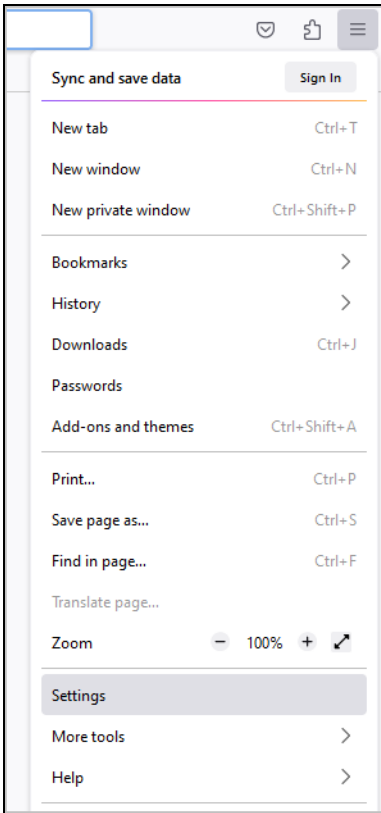 Sync and save data Sign In
New tab Ctrl+T
New window Ctrl+N
New private window Ctrl+Shift+P
Bookmarks
History
Downloads Ctrl+J
Passwords
Add-ons and themes Ctrl+Shift+A
Print... Ctrl+P
Save page as... Ctrl+S
Find in page... Ctrl+F
Translate page...
Zoom − 100% +
Settings
More tools
Help